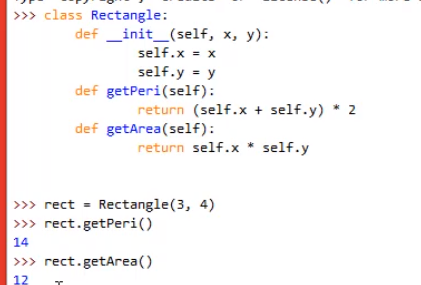 >>> class Rectangle:
        def __init__(self, x, y):
                self.x = x
                self.y = y
        def getPeri(self):
                return (self.x + self.y) * 2
        def getArea(self):
                return self.x * self.y
>>> rect = Rectangle(3, 4)
>>> rect.getPeri()
14
>>> rect.getArea()
12